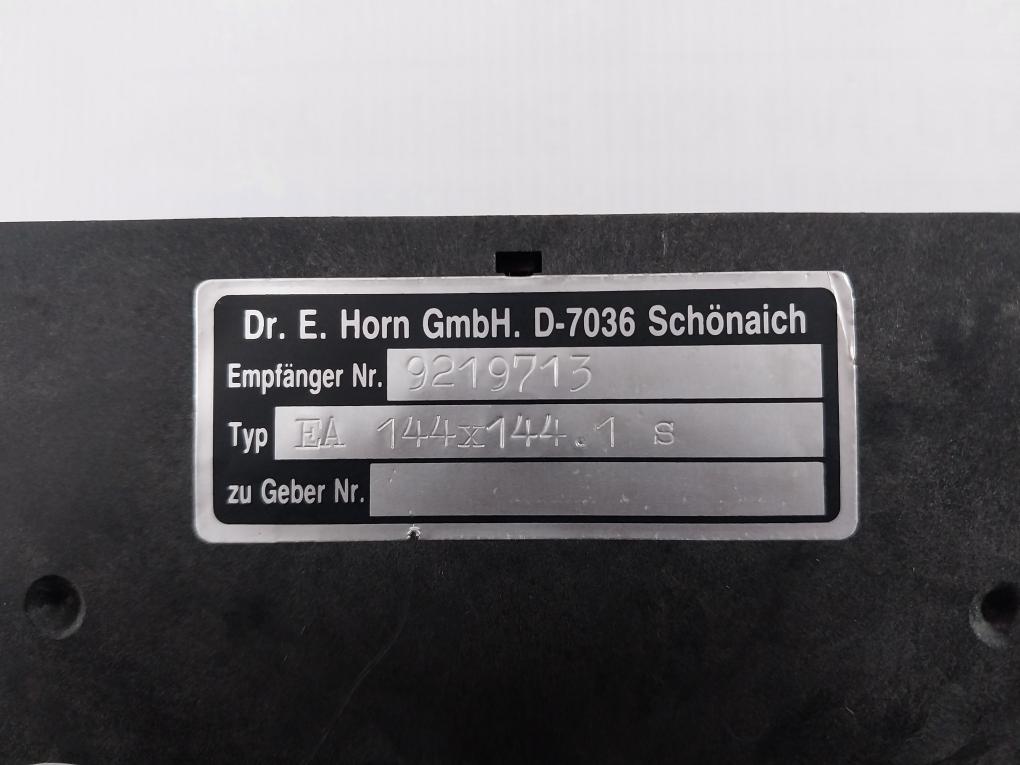 Dr. E. Horn GmbH. D-7036 Schönaich
Empfänger Nr. 9219713
Typ EA 144x144.1 s
zu Geber Nr.